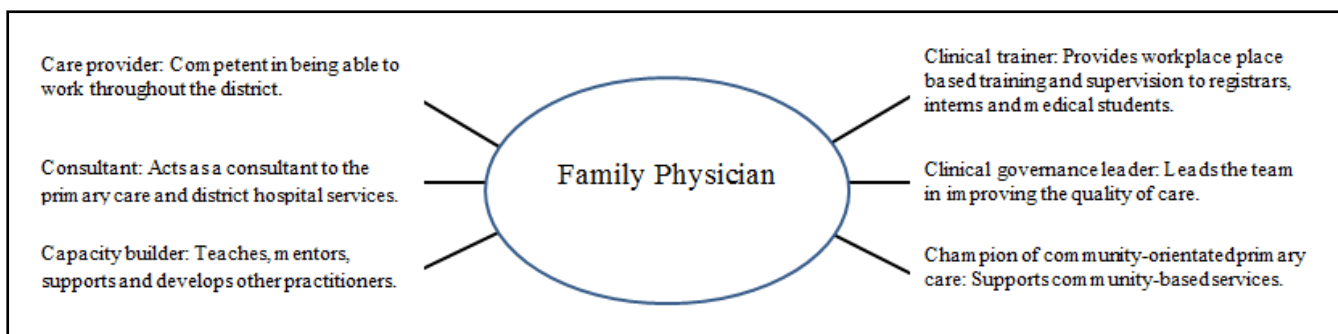 Care provider: Competent in being able to
work throughout the district.
Consultant: Acts as a consultant to the
primary care and district hospital services.
Capacity builder: Teaches, mentors,
supports and develops other practitioners.
Family Physician
Clinical trainer: Provides workplace place
based training and supervision to registrars,
interns and medical students.
Clinical governance leader: Leads the team
in improving the quality of care.
Champion of community-orientated primary
care: Supports community-based services.